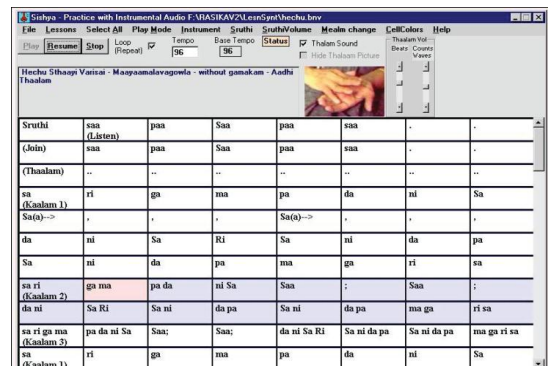 Sishya - Practice with Instrumental Audio F:\RASIKAV2\LesnSynt\hechu.bnv
File Lessons Select All Play Mode Instrument Sruthi SruthiVolume Mealm change CellColors Help
Play Resume Stop Loop (Repeat) Tempo 96 Base Tempo 96 Status Thalam Sound Hide Thalaam Picture Thaalam Vol Beats Counts Waves
Hechu Sthaayi Varisai - Maayaamalavagowla - without gamakam - Aadhi
Thaalam
Sruthi saa (Listen) paa Saa paa saa . .
(Join) saa paa Saa paa saa . .
(Thaalam) .. .. .. .. .. .. ..
sa (Kaalam 1) ri ga ma pa da ni Sa
Sa(a)--> , , , Sa(a)--> , , ,
da ni Sa Ri Sa ni da pa
Sa ni da pa ma ga ri sa
sa ri (Kaalam 2) ga ma pa da ni Sa Saa ; Saa ;
da ni Sa Ri Sa ni da pa Sa ni da pa ma ga ri sa
sa ri ga ma (Kaalam 3) pa da ni Sa Saa; Saa; da ni Sa Ri Sa ni da pa Sa ni da pa ma ga ri sa
sa (Kaalam 1) ri ga ma pa da ni Sa